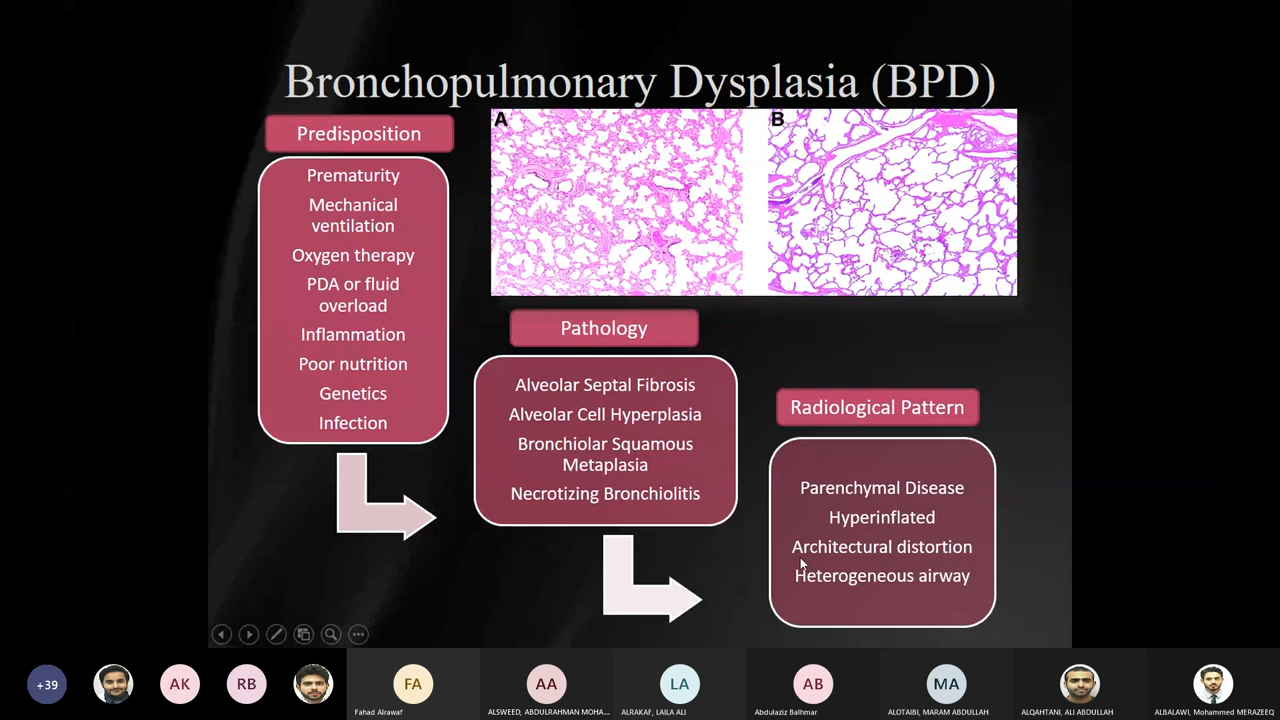 Bronchopulmonary Dysplasia (BPD)
Predisposition
Prematurity
Mechanical
ventilation
Oxygen therapy
PDA or fluid
overload
Inflammation
Poor nutrition
Genetics
Infection
A
B
Pathology
Alveolar Septal Fibrosis
Alveolar Cell Hyperplasia
Bronchiolar Squamous
Metaplasia
Necrotizing Bronchiolitis
Radiological Pattern
Parenchymal Disease
Hyperinflated
Architectural distortion
Heterogeneous airway
+39
AK
RB
FA
Fahad Alrawaf
AA
ALSWEED, ABDULRAHMAN MOHA...
LA
ALRAKAF, LAILA ALI
AB
Abdulaziz Balhmar
MA
ALOTAIBI, MARAM ABDULLAH
ALQAHTANI, ALI ABDULLAH
ALBALAWI, Mohammed MERAZEEQ